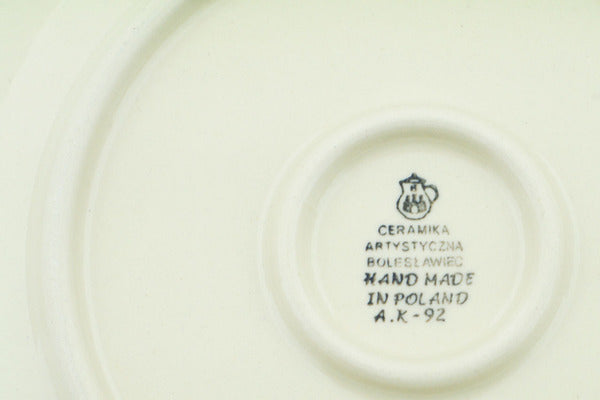 CERAMIKA
ARTYSTYCZNA
BOLESŁAWIEC
HAND MADE
IN POLAND
A.K-92